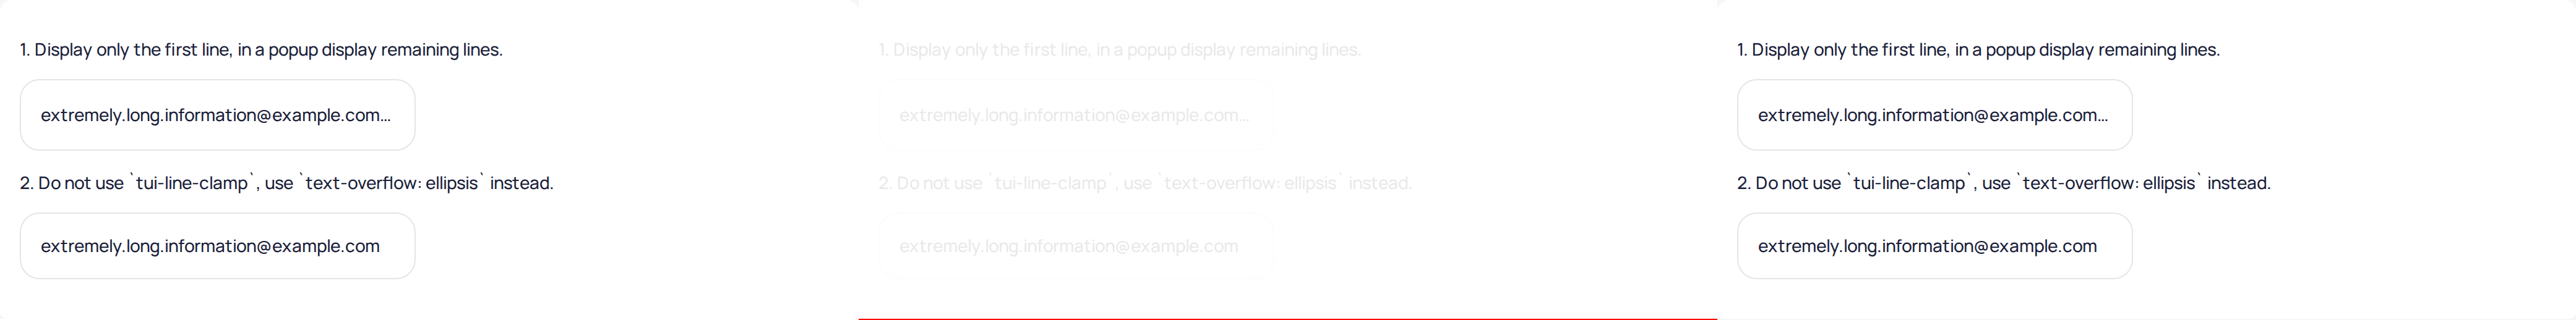 1. Display only the first line, in a popup display remaining lines.
extremely.long.information@example.com...
2. Do not use `tui-line-clamp`, use `text-overflow: ellipsis` instead.
extremely.long.information@example.com
1. Display only the first line, in a popup display remaining lines.
extremely.long.information@example.com...
2. Do not use `tui-line-clamp`, use `text-overflow: ellipsis` instead.
extremely.long.information@example.com
1. Display only the first line, in a popup display remaining lines.
extremely.long.information@example.com...
2. Do not use `tui-line-clamp`, use `text-overflow: ellipsis` instead.
extremely.long.information@example.com